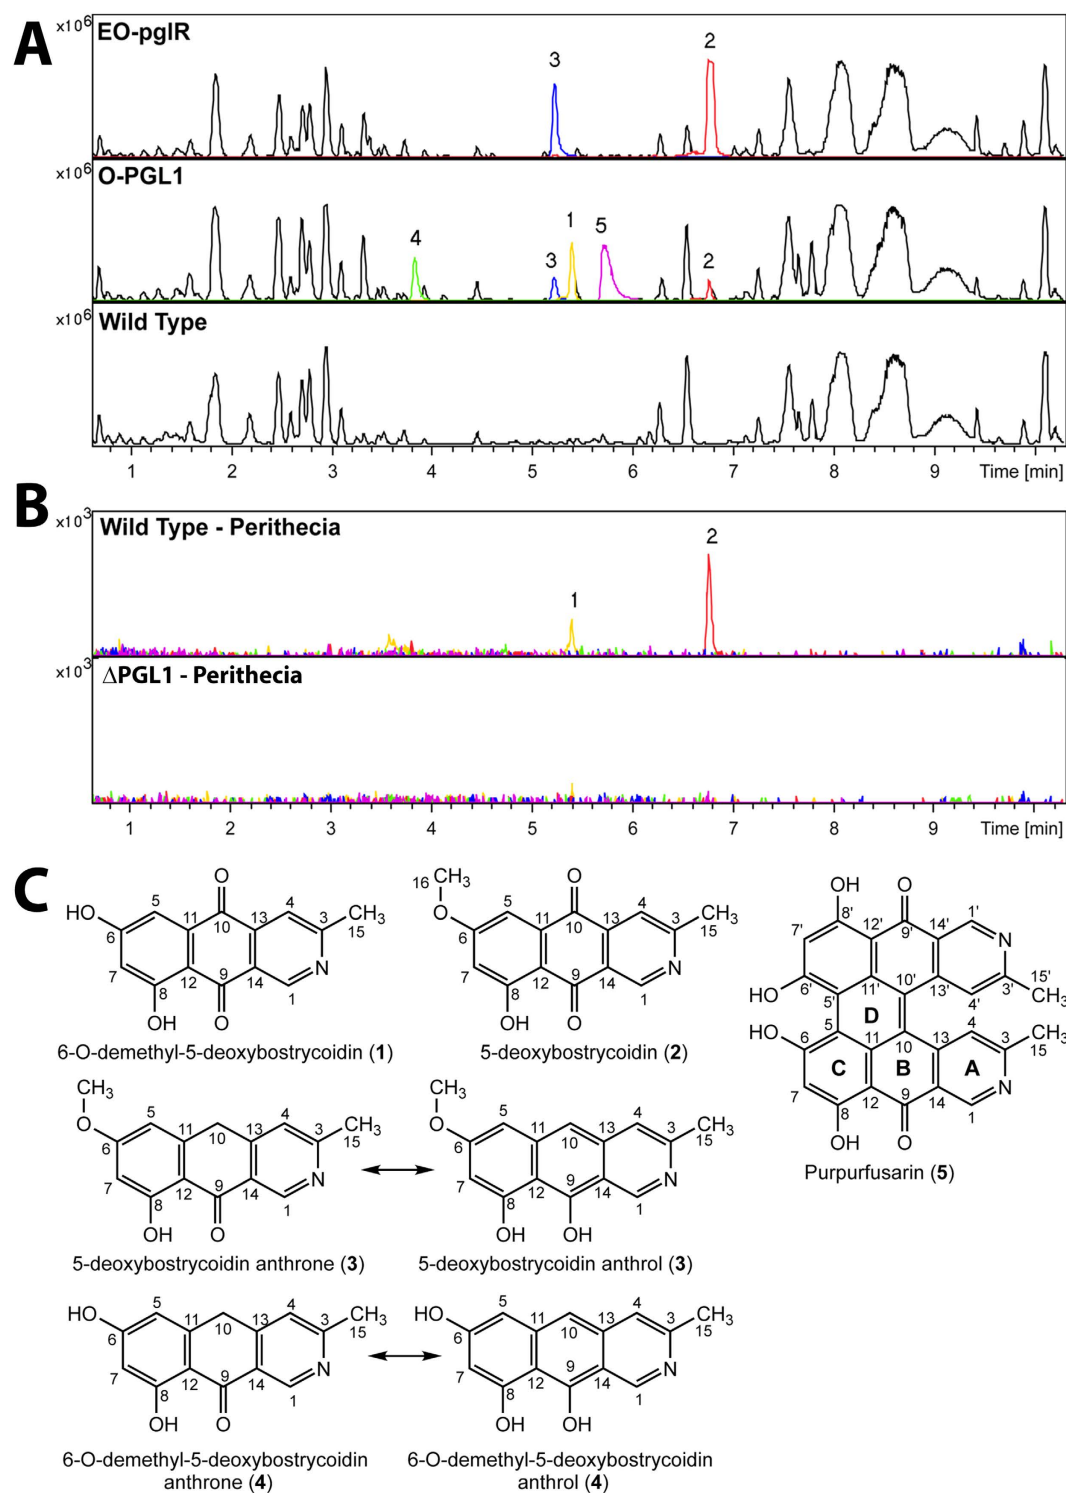 A
x10⁶
EO-pglR
3
2
x10⁶
O-PGL1
4
3
1
5
2
x10⁶
Wild Type
1 2 3 4 5 6 7 8 9 Time [min]
B
x10³
Wild Type - Perithecia
1
2
x10³
ΔPGL1 - Perithecia
1 2 3 4 5 6 7 8 9 Time [min]
C
O
HO 5 11 10 13 4 3 CH₃
6 15
7 12 9 14 N
8 1
OH O
6-O-demethyl-5-deoxybostrycoidin (1)
16 CH₃
O 5 O 4
6 11 10 13 3 CH₃
15
7 12 9 14 N
8 1
OH O
5-deoxybostrycoidin (2)
OH O
8' 9' 1'
7' 12' 14' N
6' 11' 10' 13' 3' 15'
HO 5' 4' CH₃
D
HO 5 4 CH₃
6 11 10 13 3 15
C B A
7 12 9 14 N
8 1
OH O
Purpurfusarin (5)
CH₃
O 5 4
6 11 10 13 3 CH₃
15
7 12 9 14 N
8 1
OH O
5-deoxybostrycoidin anthrone (3)
CH₃
O 5 4
6 11 10 13 3 CH₃
15
7 12 9 14 N
8 1
OH OH
5-deoxybostrycoidin anthrol (3)
HO 5 4 CH₃
6 11 10 13 3 15
7 12 9 14 N
8 1
OH O
6-O-demethyl-5-deoxybostrycoidin
anthrone (4)
HO 5 4 CH₃
6 11 10 13 3 15
7 12 9 14 N
8 1
OH OH
6-O-demethyl-5-deoxybostrycoidin
anthrol (4)